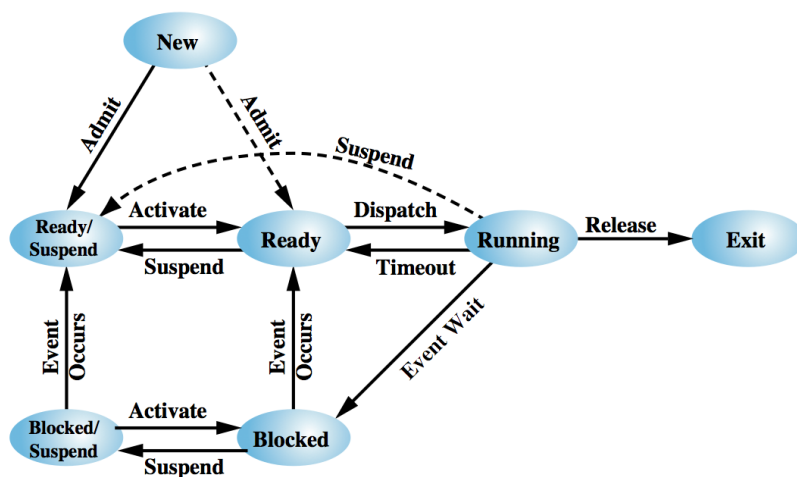 New
Admit
Admit
Suspend
Ready/
Suspend
Activate
Suspend
Ready
Dispatch
Timeout
Running
Release
Exit
Event
Occurs
Event
Occurs
Event Wait
Blocked/
Suspend
Activate
Suspend
Blocked